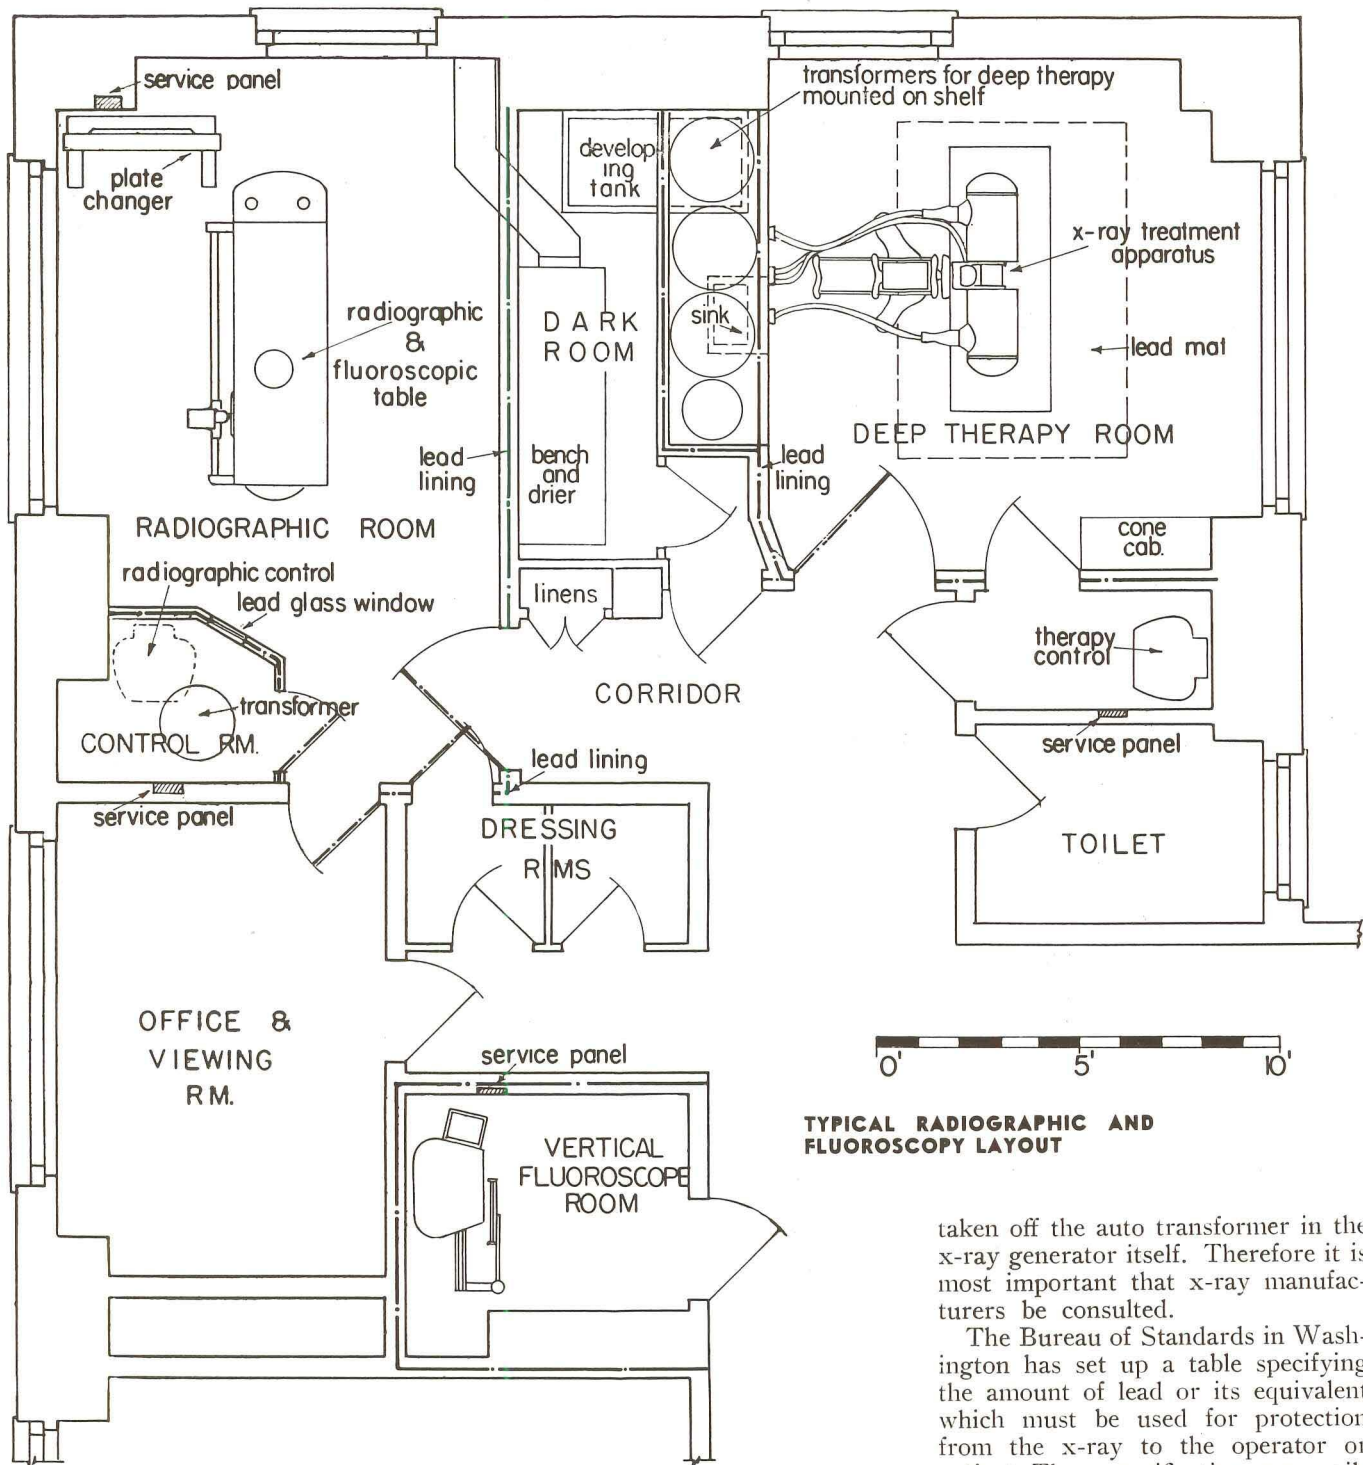 service panel
transformers for deep therapy
mounted on shelf
plate
changer
develop-
ing
tank
x-ray treatment
apparatus
radiographic
&
fluoroscopic
table
DARK
ROOM
sink
lead mat
DEEP THERAPY ROOM
lead
lining
bench
and
drier
lead
lining
RADIOGRAPHIC ROOM
cone
cab.
radiographic control
lead glass window
linens
therapy
control
CORRIDOR
transformer
CONTROL RM.
service panel
lead lining
service panel
DRESSING
RMS
TOILET
OFFICE &
VIEWING
RM.
service panel
0' 5' 10'
TYPICAL RADIOGRAPHIC AND
FLUOROSCOPY LAYOUT
VERTICAL
FLUOROSCOPE
ROOM
taken off the auto transformer in the
x-ray generator itself. Therefore it is
most important that x-ray manufac-
turers be consulted.
The Bureau of Standards in Wash-
ington has set up a table specifying
the amount of lead or its equivalent
which must be used for protection
from the x-ray to the operator or